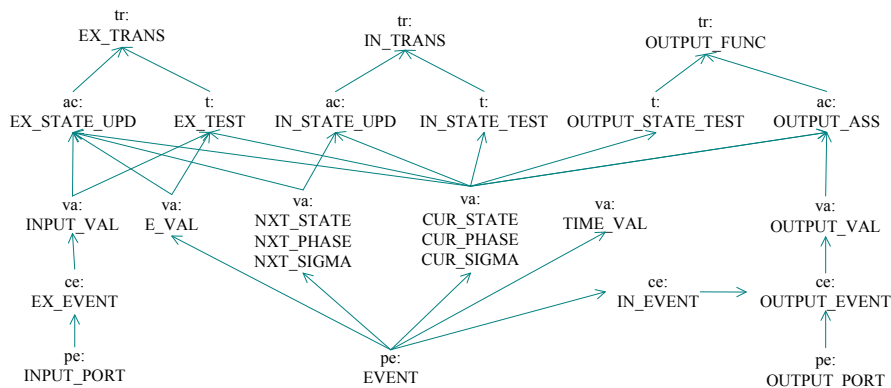 tr:
EX_TRANS
tr:
IN_TRANS
tr:
OUTPUT_FUNC
ac:
EX_STATE_UPD
t:
EX_TEST
ac:
IN_STATE_UPD
t:
IN_STATE_TEST
t:
OUTPUT_STATE_TEST
ac:
OUTPUT_ASS
va:
INPUT_VAL
va:
E_VAL
va:
NXT_STATE
NXT_PHASE
NXT_SIGMA
va:
CUR_STATE
CUR_PHASE
CUR_SIGMA
va:
TIME_VAL
va:
OUTPUT_VAL
ce:
EX_EVENT
ce:
IN_EVENT
ce:
OUTPUT_EVENT
pe:
INPUT_PORT
pe:
EVENT
pe:
OUTPUT_PORT